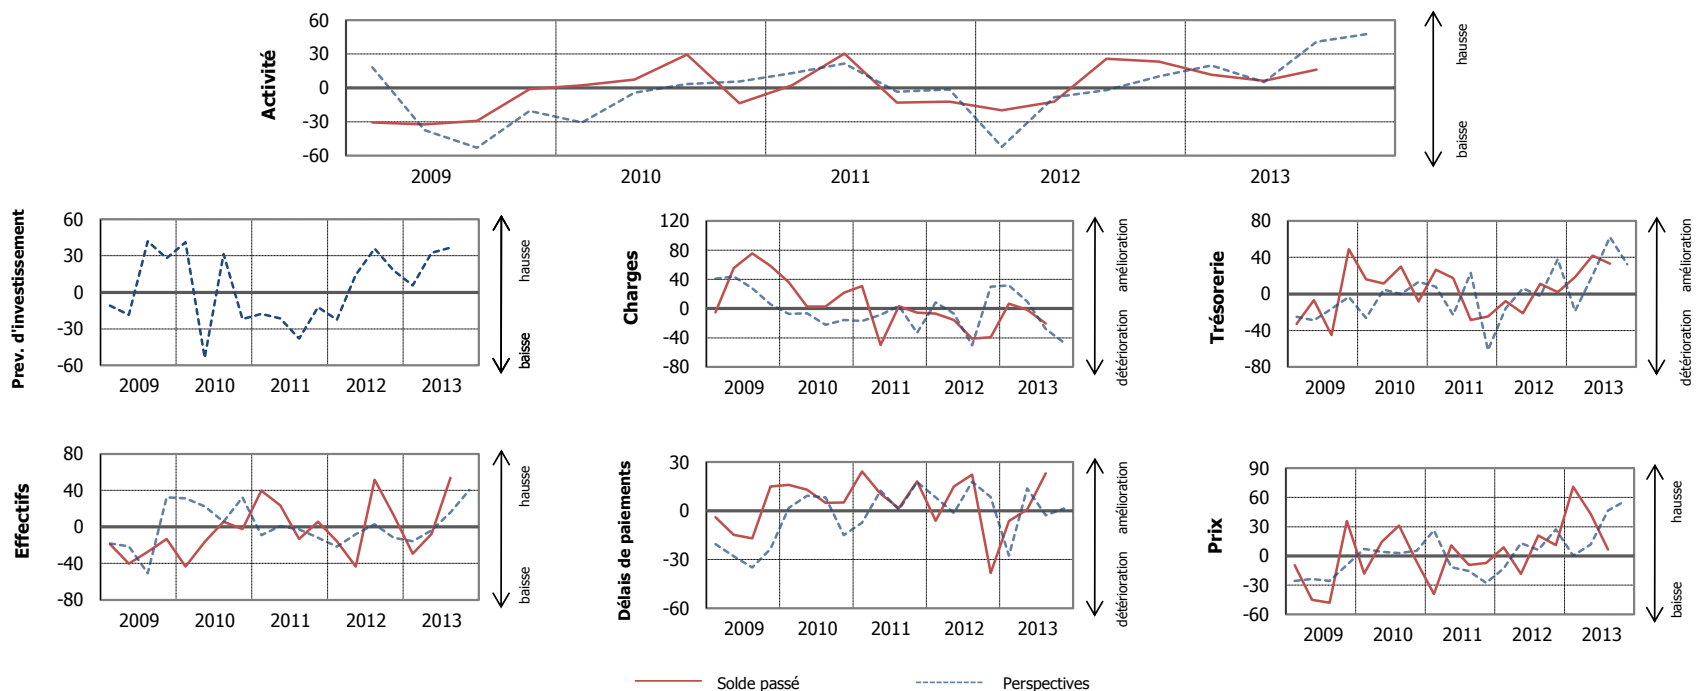 Activité
60
30
0
-30
-60
2009 2010 2011 2012 2013
hausse
baisse
Prev. d'investissement
60
30
0
-30
-60
2009 2010 2011 2012 2013
hausse
baisse
Charges
120
80
40
0
-40
-80
2009 2010 2011 2012 2013
amélioration
détérioration
Trésorerie
80
40
0
-40
-80
2009 2010 2011 2012 2013
amélioration
détérioration
Effectifs
80
40
0
-40
-80
2009 2010 2011 2012 2013
hausse
baisse
Délais de paiements
30
0
-30
-60
2009 2010 2011 2012 2013
amélioration
détérioration
Prix
90
60
30
0
-30
-60
2009 2010 2011 2012 2013
hausse
baisse
Solde passé Perspectives